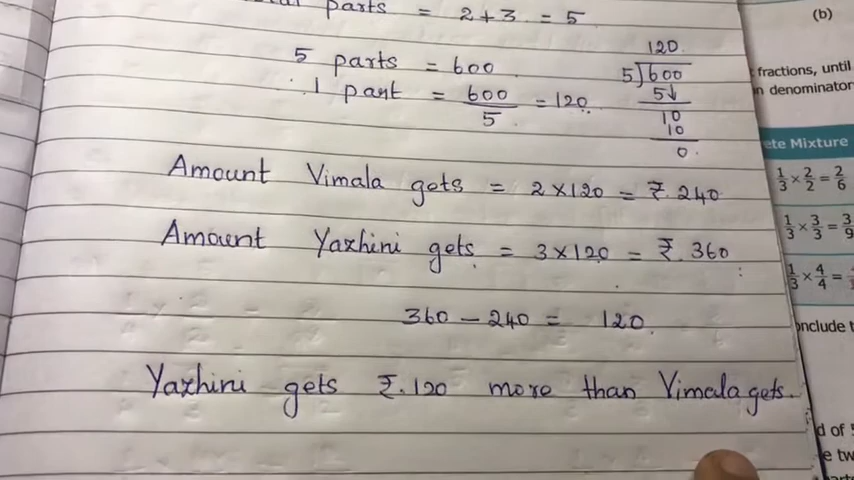 parts = 2+3 = 5
5 parts = 600
1 part = 600/5 = 120
120
5)600
5↓
10
10
0
Amount Vimala gets = 2×120 = ₹.240
Amount Yazhini gets = 3×120 = ₹.360
360 – 240 = 120
Yazhini gets ₹.120 more than Vimala gets.
(b)
fractions, until
denominator
Mixture
1/3 × 2/2 = 2/6
1/3 × 3/3 = 3/9
1/3 × 4/4 =
d of
e tw